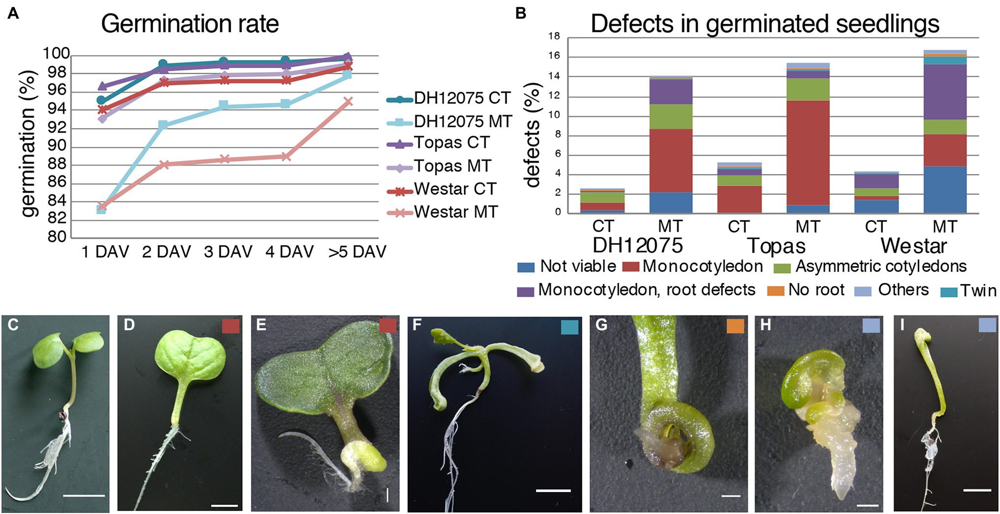 A
Germination rate
germination (%)
100
98
96
94
92
90
88
86
84
82
80
1 DAV 2 DAV 3 DAV 4 DAV >5 DAV
DH12075 CT
DH12075 MT
Topas CT
Topas MT
Westar CT
Westar MT
B
Defects in germinated seedlings
defects (%)
18
16
14
12
10
8
6
4
2
0
CT MT CT MT CT MT
DH12075 Topas Westar
Not viable Monocotyledon Asymmetric cotyledons
Monocotyledon, root defects No root Others Twin
C D E F G H I